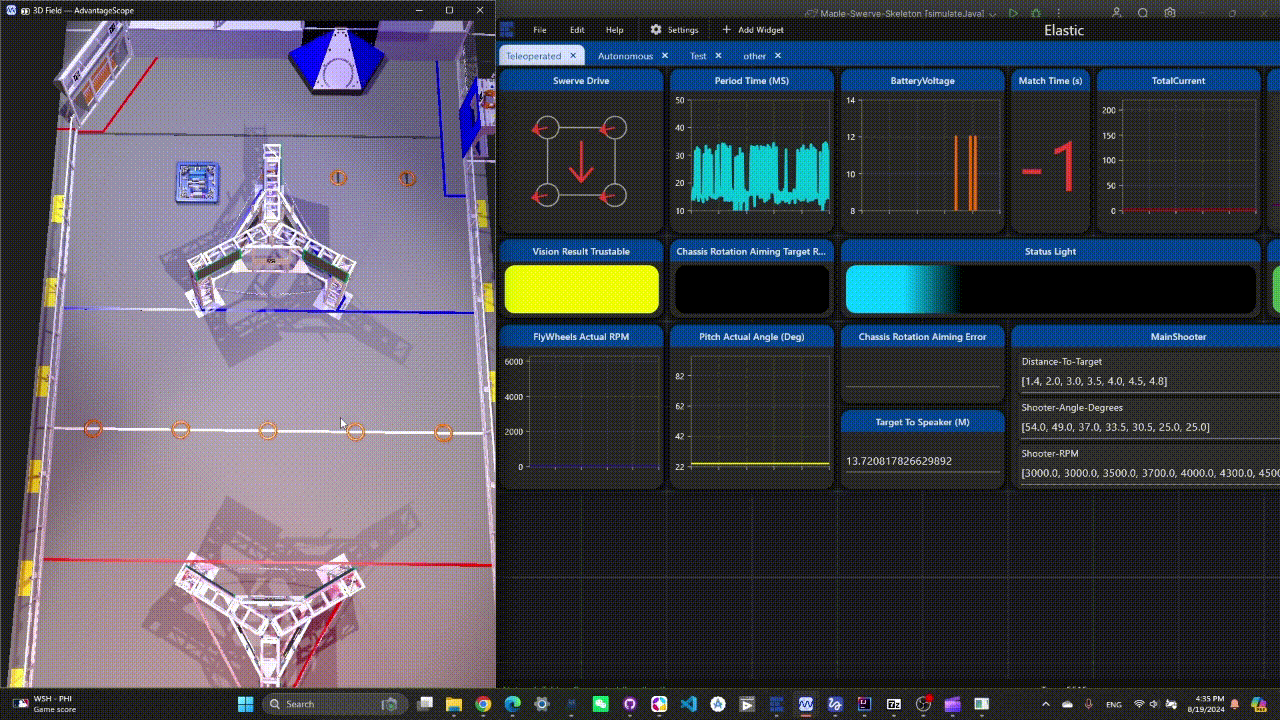 3D Field — AdvantageScope
Maple-Swerve-Skeleton [simulateJava]
File Edit Help Settings + Add Widget Elastic
Teleoperated Autonomous Test other
Swerve Drive
Period Time (MS)
50
40
30
20
10
BatteryVoltage
14
12
10
8
Match Time (s)
-1
TotalCurrent
200
150
100
50
0
Vision Result Trustable
Chassis Rotation Aiming Target R...
Status Light
FlyWheels Actual RPM
6000
4000
2000
0
Pitch Actual Angle (Deg)
82
62
42
22
Chassis Rotation Aiming Error
Target To Speaker (M)
13.720817826629892
MainShooter
Distance-To-Target
[1.4, 2.0, 3.0, 3.5, 4.0, 4.5, 4.8]
Shooter-Angle-Degrees
[54.0, 49.0, 37.0, 33.5, 30.5, 25.0, 25.0]
Shooter-RPM
[3000.0, 3000.0, 3500.0, 3700.0, 4000.0, 4300.0, 4500
WSH - PHI
Game score
Search
4:35 PM
8/19/2024